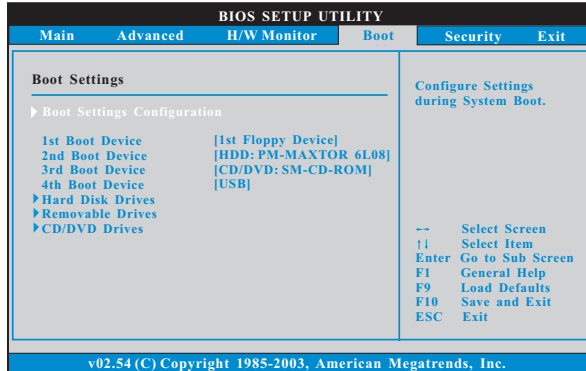 BIOS SETUP UTILITY
Main Advanced H/W Monitor Boot Security Exit
Boot Settings
Boot Settings Configuration
1st Boot Device [1st Floppy Device]
2nd Boot Device [HDD: PM-MAXTOR 6L08]
3rd Boot Device [CD/DVD: SM-CD-ROM]
4th Boot Device [USB]
Hard Disk Drives
Removable Drives
CD/DVD Drives
Configure Settings
during System Boot.
←→ Select Screen
↑↓ Select Item
Enter Go to Sub Screen
F1 General Help
F9 Load Defaults
F10 Save and Exit
ESC Exit
v02.54 (C) Copyright 1985-2003, American Megatrends, Inc.